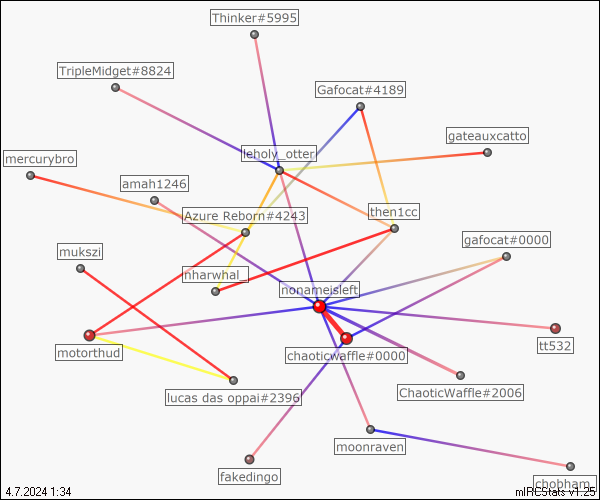 Thinker#5995
TripleMidget#8824
Gafocat#4189
gateauxcatto
leholy_otter
mercurybro
amah1246
Azure Reborn#4243
then1cc
gafocat#0000
mukszi
nharwhal_
nonameisleft
motorthud
chaoticwaffle#0000
tt532
lucas das oppai#2396
ChaoticWaffle#2006
moonraven
fakedingo
chobham_
4.7.2024 1:34
mIRCStats v1.25